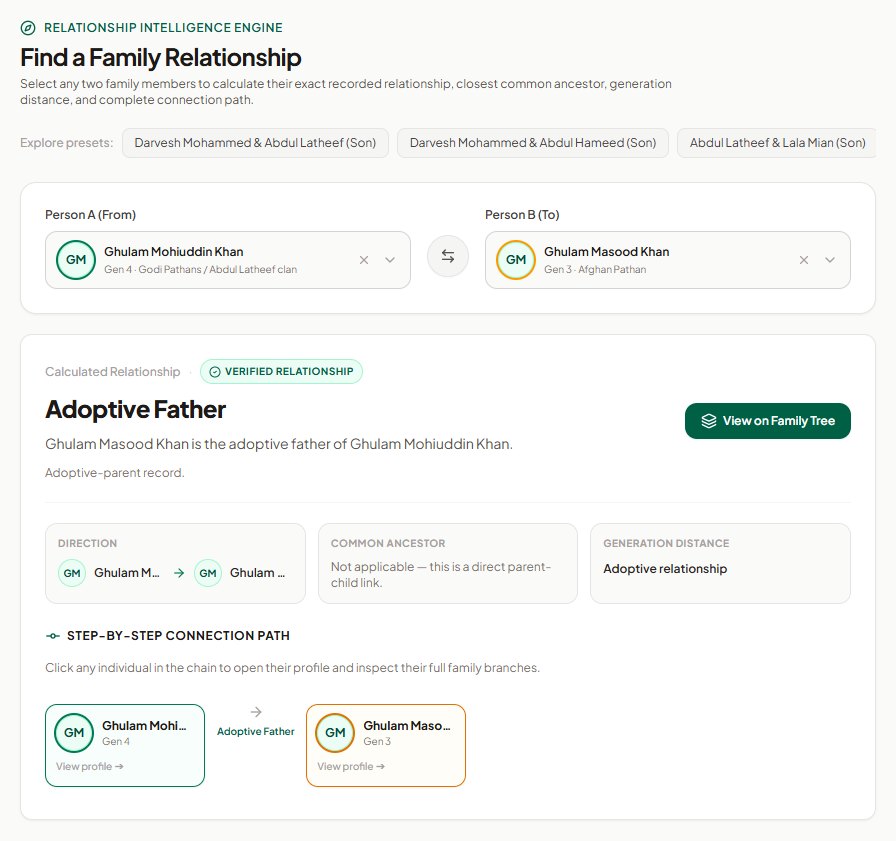 RELATIONSHIP INTELLIGENCE ENGINE
Find a Family Relationship
Select any two family members to calculate their exact recorded relationship, closest common ancestor, generation
distance, and complete connection path.
Explore presets:
Darvesh Mohammed & Abdul Latheef (Son)
Darvesh Mohammed & Abdul Hameed (Son)
Abdul Latheef & Lala Mian (Son)
Person A (From)
GM
Ghulam Mohiuddin Khan
Gen 4 · Godi Pathans / Abdul Latheef clan
Person B (To)
GM
Ghulam Masood Khan
Gen 3 · Afghan Pathan
Calculated Relationship · VERIFIED RELATIONSHIP
Adoptive Father
Ghulam Masood Khan is the adoptive father of Ghulam Mohiuddin Khan.
Adoptive-parent record.
View on Family Tree
DIRECTION
GM Ghulam M... → GM Ghulam ...
COMMON ANCESTOR
Not applicable — this is a direct parent-
child link.
GENERATION DISTANCE
Adoptive relationship
STEP-BY-STEP CONNECTION PATH
Click any individual in the chain to open their profile and inspect their full family branches.
GM
Ghulam Mohi...
Gen 4
View profile →
→
Adoptive Father
GM
Ghulam Maso...
Gen 3
View profile →